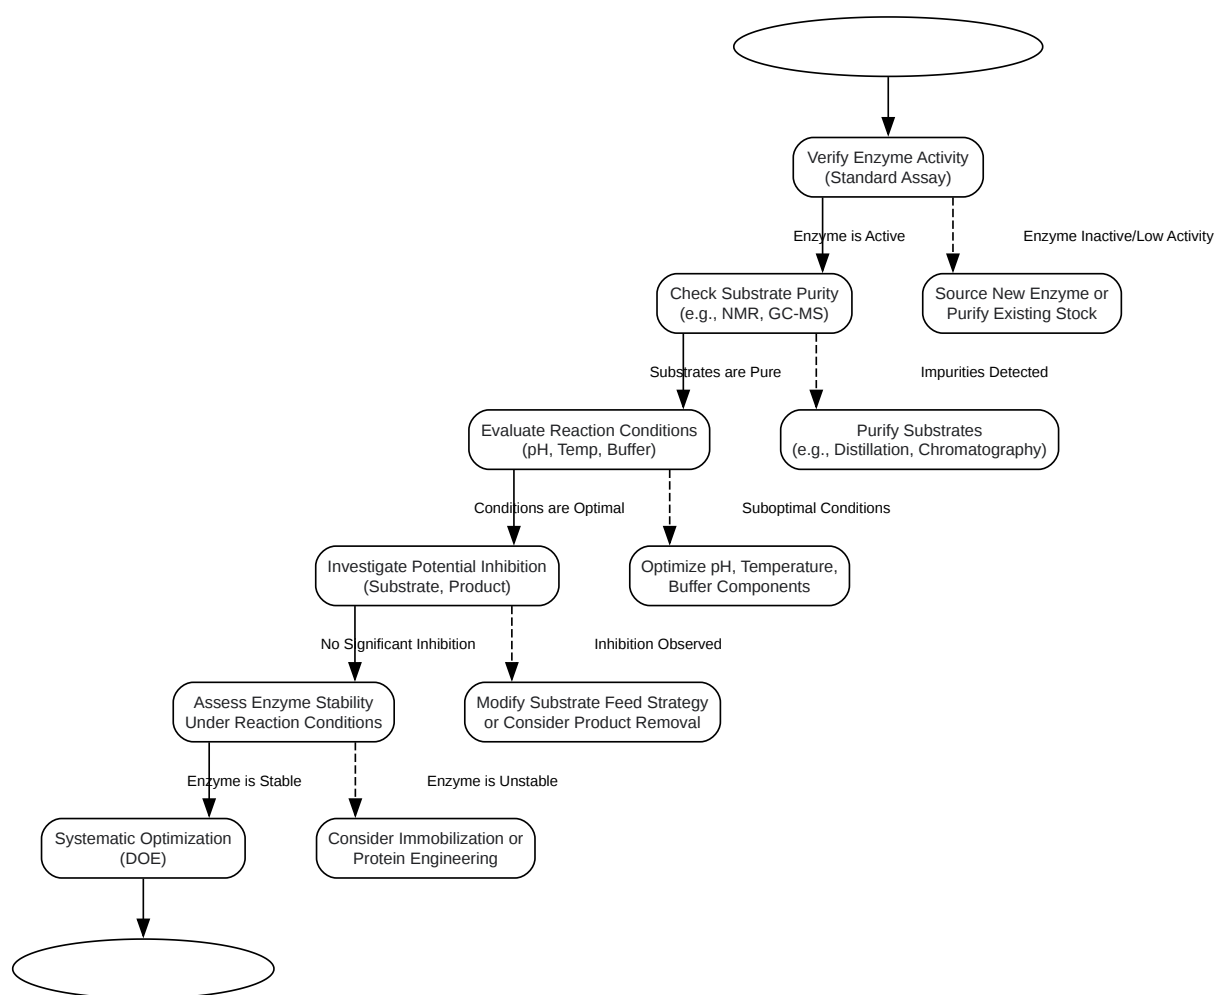 Verify Enzyme Activity
(Standard Assay)
Enzyme is Active
Enzyme Inactive/Low Activity
Check Substrate Purity
(e.g., NMR, GC-MS)
Source New Enzyme or
Purify Existing Stock
Substrates are Pure
Impurities Detected
Evaluate Reaction Conditions
(pH, Temp, Buffer)
Purify Substrates
(e.g., Distillation, Chromatography)
Conditions are Optimal
Suboptimal Conditions
Investigate Potential Inhibition
(Substrate, Product)
Optimize pH, Temperature,
Buffer Components
No Significant Inhibition
Inhibition Observed
Assess Enzyme Stability
Under Reaction Conditions
Modify Substrate Feed Strategy
or Consider Product Removal
Enzyme is Stable
Enzyme is Unstable
Systematic Optimization
(DOE)
Consider Immobilization or
Protein Engineering